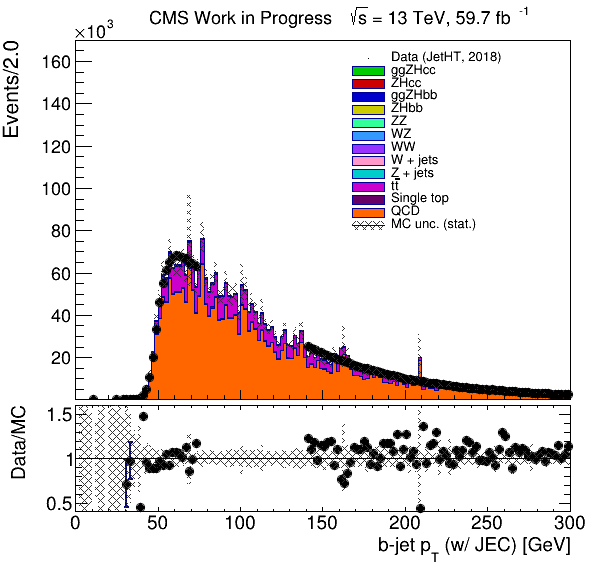 CMS Work in Progress √s = 13 TeV, 59.7 fb⁻¹
×10³
Events/2.0
160
140
120
100
80
60
40
20
Data (JetHT, 2018)
ggZHcc
ZHcc
ggZHbb
ZHbb
ZZ
WZ
WW
W + jets
Z + jets
tt̅
Single top
QCD
MC unc. (stat.)
Data/MC
1.5
1
0.5
0 50 100 150 200 250 300
b-jet p_T (w/ JEC) [GeV]